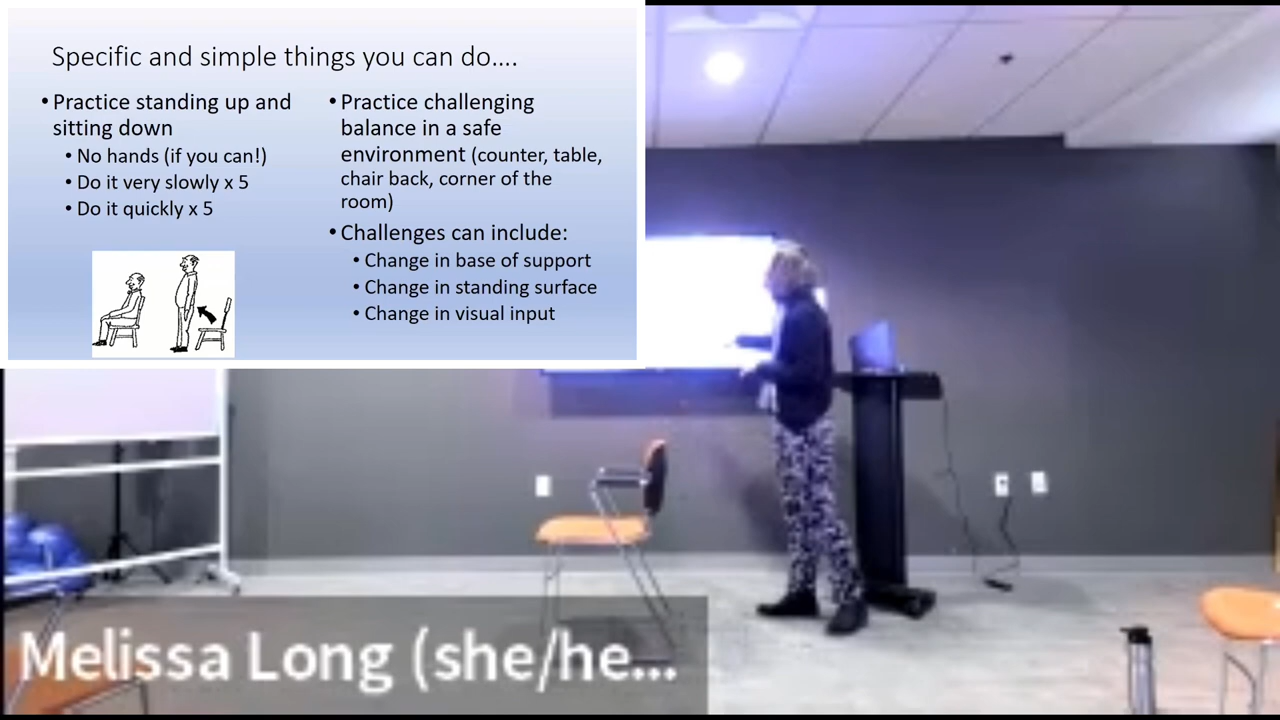 Specific and simple things you can do....
• Practice standing up and
sitting down
• No hands (if you can!)
• Do it very slowly x 5
• Do it quickly x 5
• Practice challenging
balance in a safe
environment (counter, table,
chair back, corner of the
room)
• Challenges can include:
• Change in base of support
• Change in standing surface
• Change in visual input
Melissa Long (she/he...